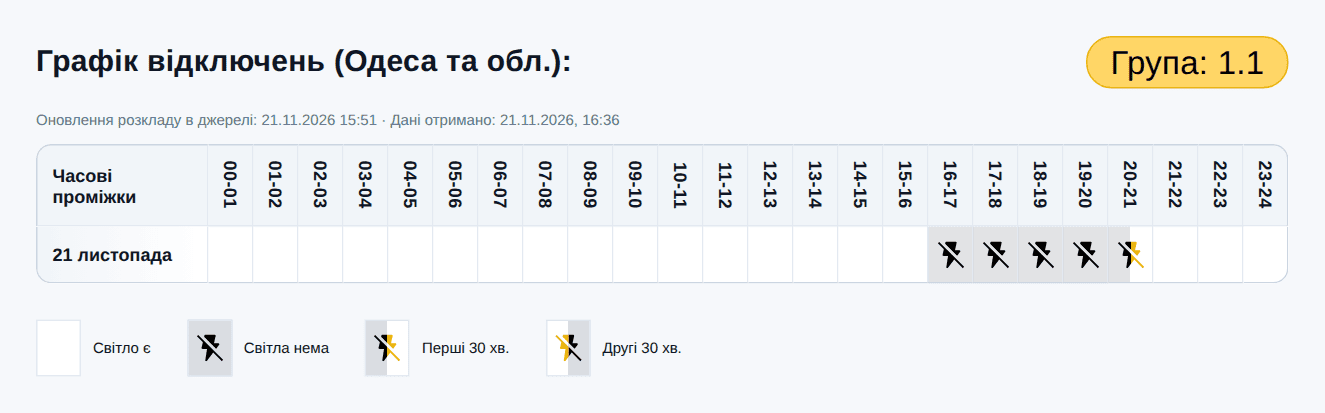 Графік відключень (Одеса та обл.):
Група: 1.1
Оновлення розкладу в джерелі: 21.11.2026 15:51 · Дані отримано: 21.11.2026, 16:36
Часові
проміжки
00-01
01-02
02-03
03-04
04-05
05-06
06-07
07-08
08-09
09-10
10-11
11-12
12-13
13-14
14-15
15-16
16-17
17-18
18-19
19-20
20-21
21-22
22-23
23-24
21 листопада
Світло є
Світла нема
Перші 30 хв.
Другі 30 хв.